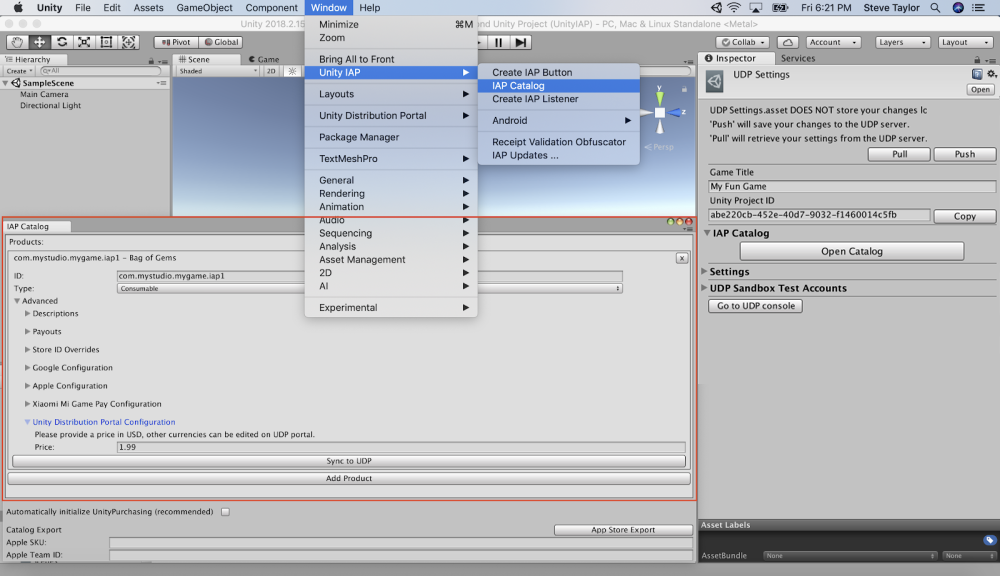 Unity File Edit Assets GameObject Component Window Help Fri 6:21 PM Steve Taylor
Unity 2018.2.15
and Unity Project (UnityIAP) - PC, Mac & Linux Standalone <Metal>
Pivot Global
Collab Account Layers Layout
Hierarchy
Create All
SampleScene
Main Camera
Directional Light
Scene Game
Shaded 2D
Minimize ⌘M
Zoom
Bring All to Front
Unity IAP
Layouts
Unity Distribution Portal
Package Manager
TextMeshPro
General
Rendering
Animation
Audio
Sequencing
Analysis
Asset Management
2D
AI
Experimental
Create IAP Button
IAP Catalog
Create IAP Listener
Android
Receipt Validation Obfuscator
IAP Updates ...
y
z
Persp
Inspector Services
UDP Settings
Open
UDP Settings.asset DOES NOT store your changes lc
'Push' will save your changes to the UDP server.
'Pull' will retrieve your settings from the UDP server.
Pull Push
Game Title
My Fun Game
Unity Project ID
abe220cb-452e-40d7-9032-f1460014c5fb Copy
IAP Catalog
Open Catalog
Settings
UDP Sandbox Test Accounts
Go to UDP console
IAP Catalog
Products:
com.mystudio.mygame.iap1 - Bag of Gems x
ID: com.mystudio.mygame.iap1
Type: Consumable
Advanced
Descriptions
Payouts
Store ID Overrides
Google Configuration
Apple Configuration
Xiaomi Mi Game Pay Configuration
Unity Distribution Portal Configuration
Please provide a price in USD, other currencies can be edited on UDP portal.
Price: 1.99
Sync to UDP
Add Product
Automatically initialize UnityPurchasing (recommended)
Catalog Export App Store Export
Apple SKU:
Apple Team ID:
Asset Labels
AssetBundle None None